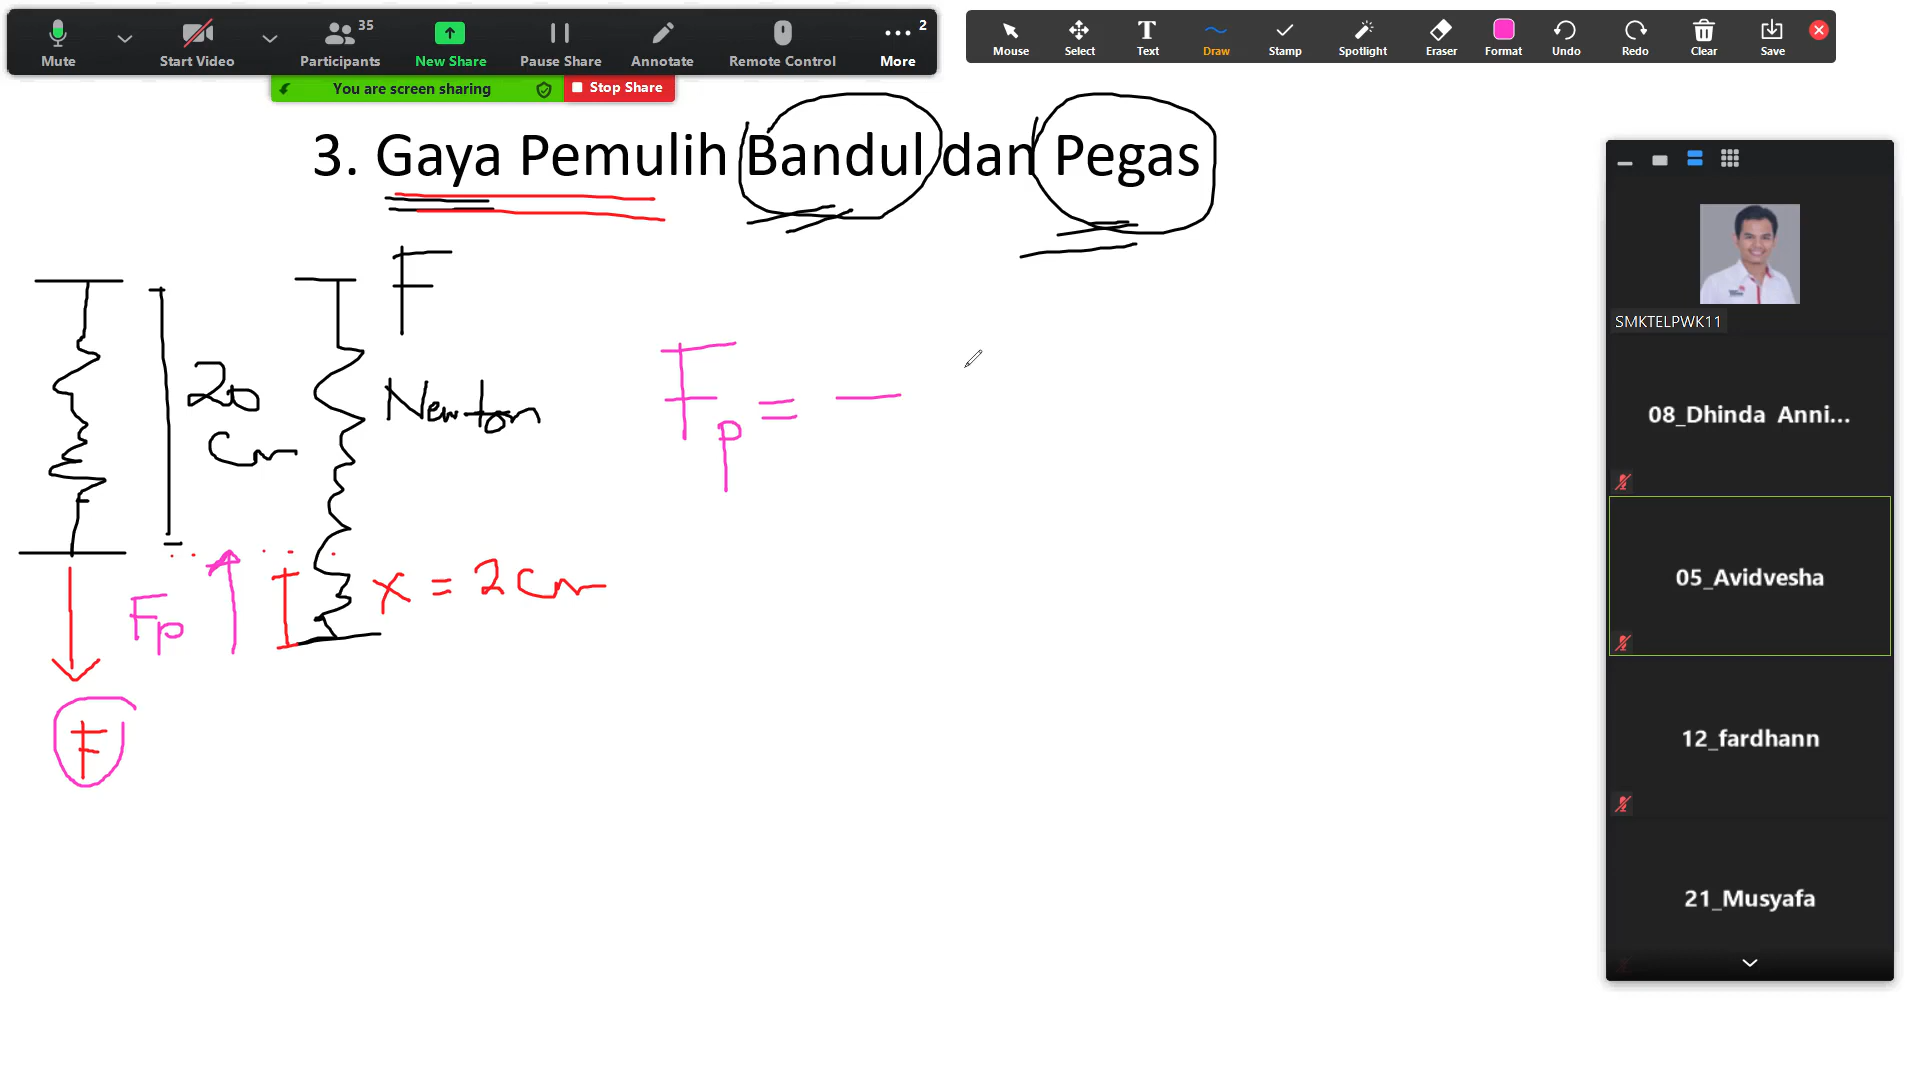 Mute
Start Video
Participants
35
New Share
Pause Share
Annotate
Remote Control
More
2
You are screen sharing
Stop Share
Mouse
Select
Text
Draw
Stamp
Spotlight
Eraser
Format
Undo
Redo
Clear
Save
3. Gaya Pemulih Bandul dan Pegas
F
Newton
20
Cm
Fp = —
x = 2 Cm
Fp
F
SMKTELPWK11
08_Dhinda Anni...
05_Avidvesha
12_fardhann
21_Musyafa